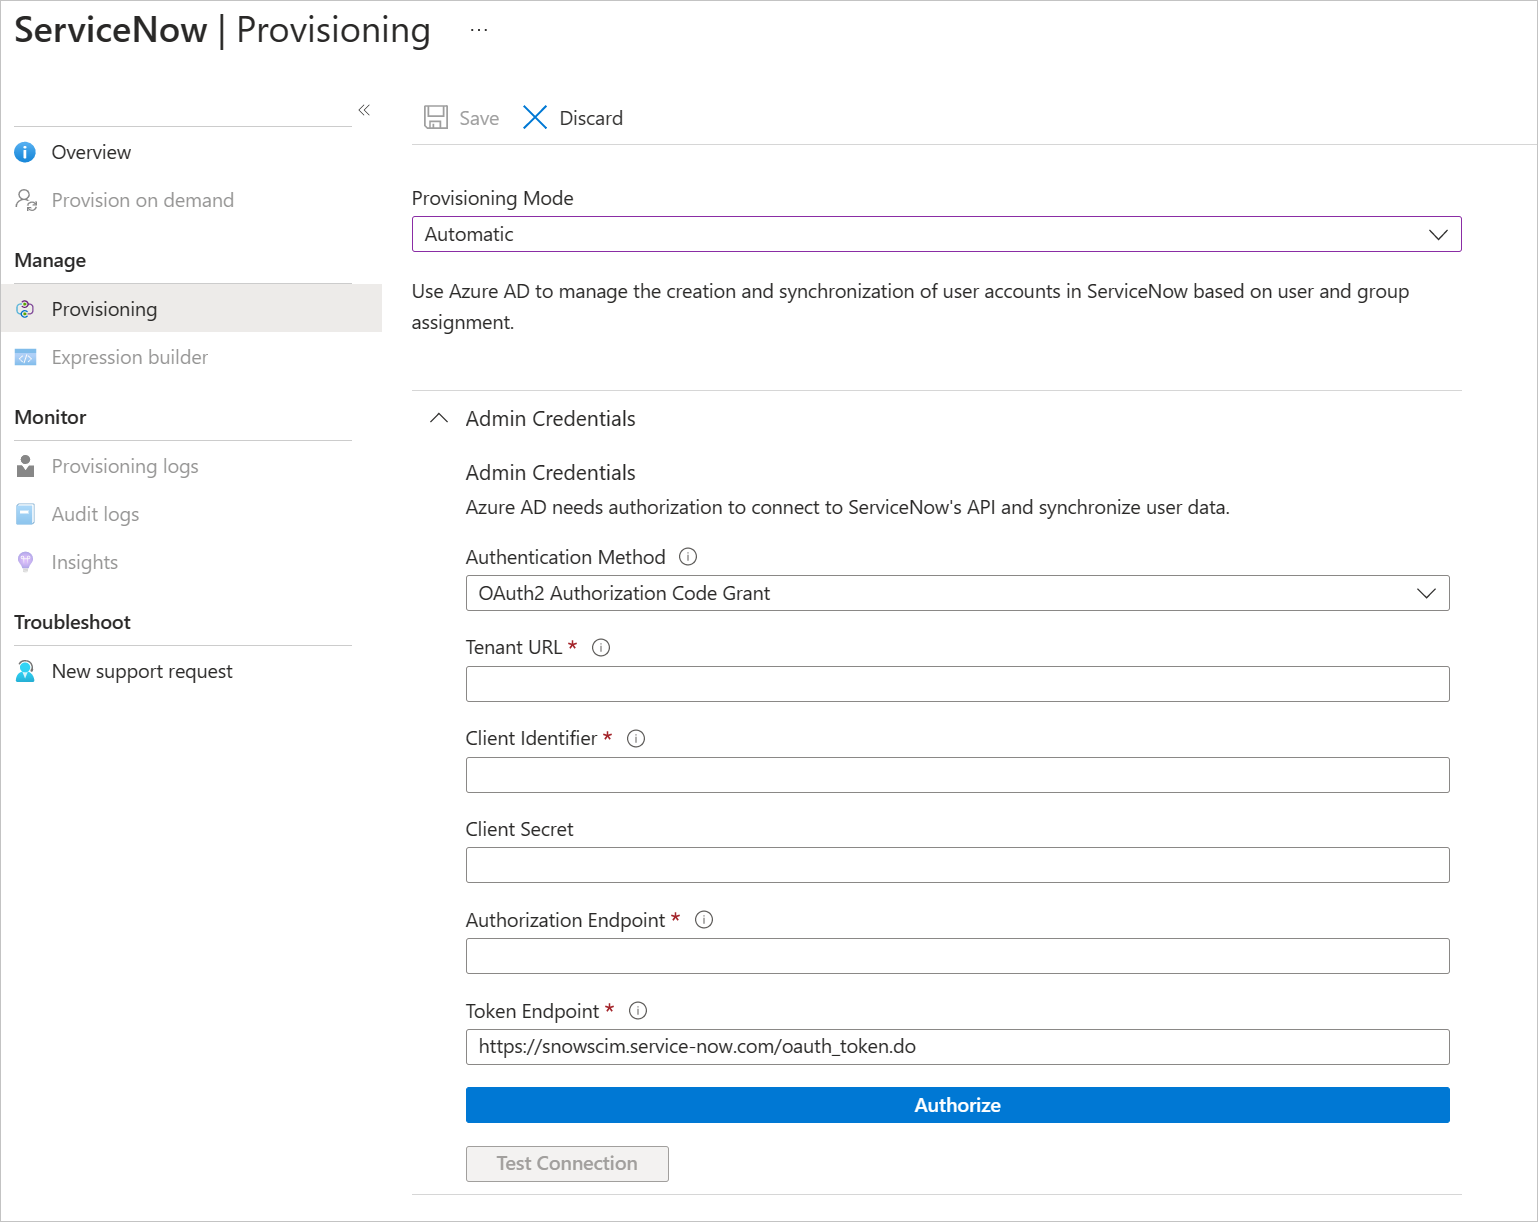 ServiceNow | Provisioning ...
«
Save Discard
Overview
Provision on demand
Manage
Provisioning
Expression builder
Monitor
Provisioning logs
Audit logs
Insights
Troubleshoot
New support request
Provisioning Mode
Automatic
Use Azure AD to manage the creation and synchronization of user accounts in ServiceNow based on user and group
assignment.
Admin Credentials
Admin Credentials
Azure AD needs authorization to connect to ServiceNow's API and synchronize user data.
Authentication Method
OAuth2 Authorization Code Grant
Tenant URL *
Client Identifier *
Client Secret
Authorization Endpoint *
Token Endpoint *
https://snowscim.service-now.com/oauth_token.do
Authorize
Test Connection